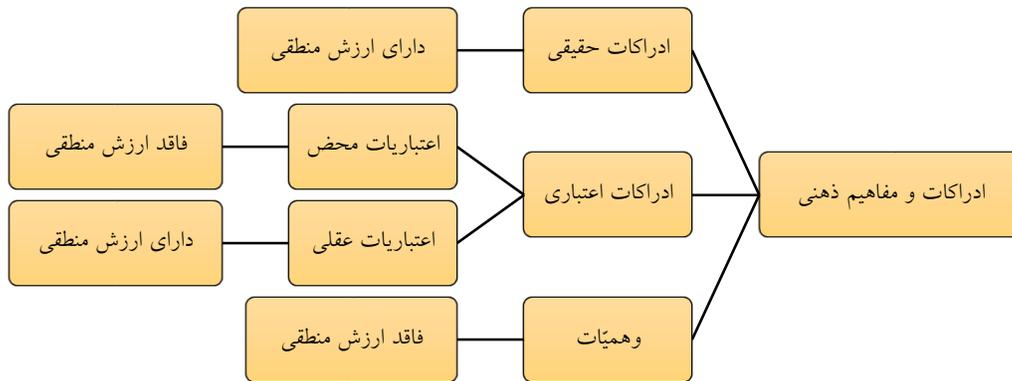 ادراکات و مفاهیم ذهنی
ادراکات حقیقی
دارای ارزش منطقی
ادراکات اعتباری
اعتباریات محض
فاقد ارزش منطقی
اعتباریات عقلی
دارای ارزش منطقی
وهمیّات
فاقد ارزش منطقی